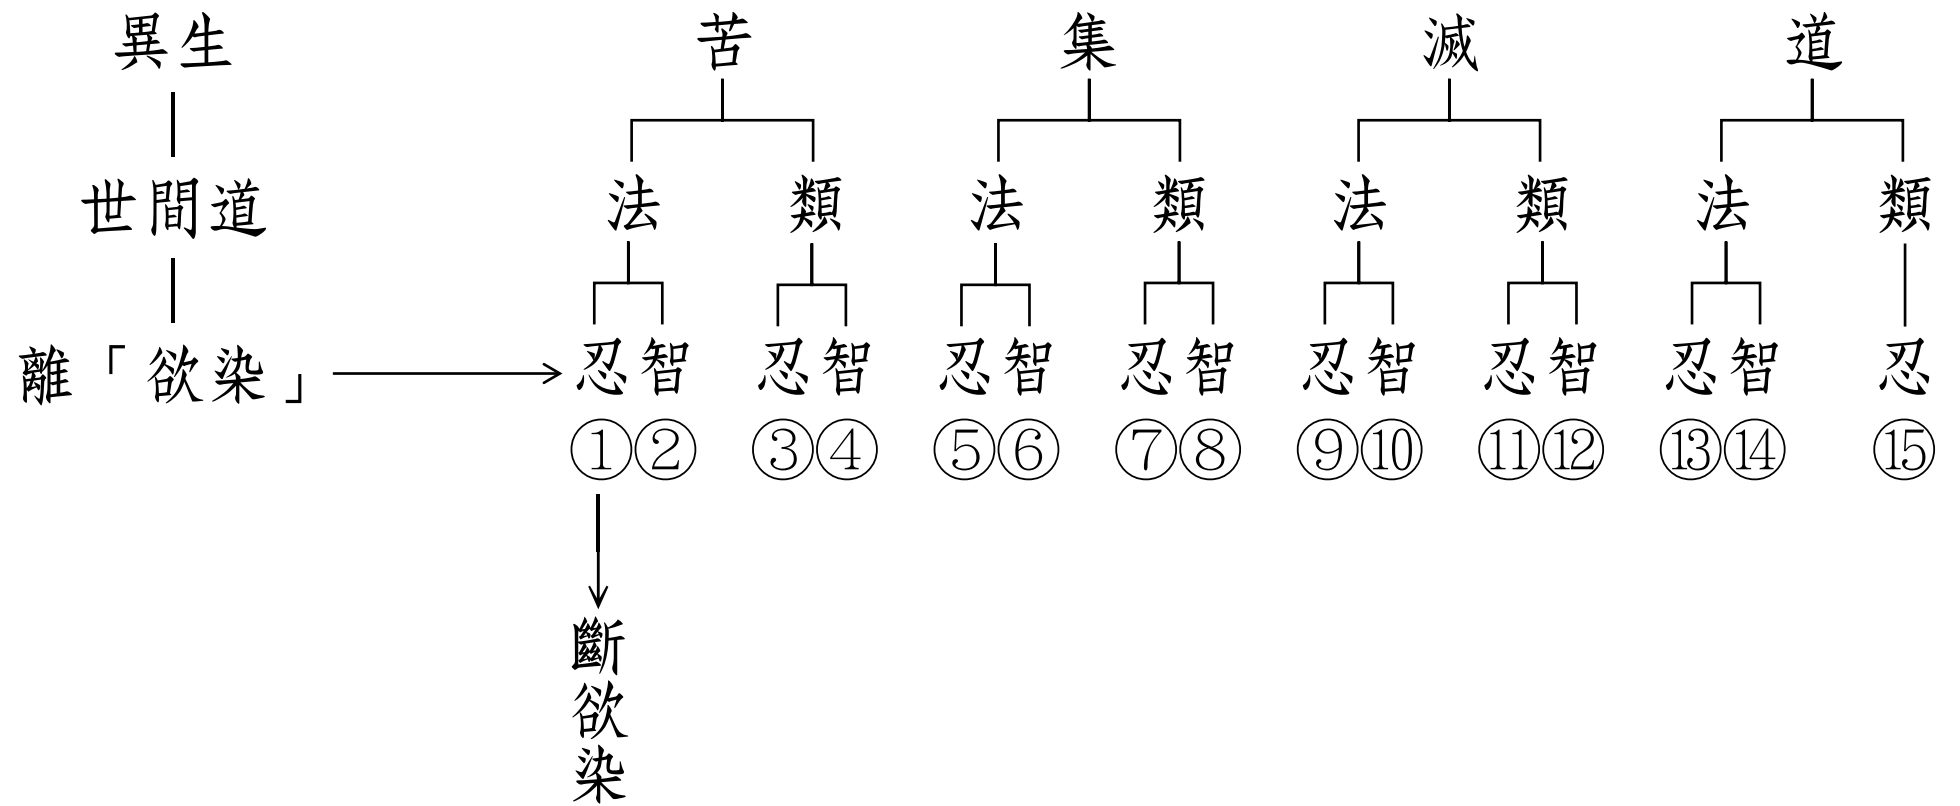 異生 苦 集 滅 道
世間道 法 類 法 類 法 類 法 類
離「欲染」 忍智 忍智 忍智 忍智 忍智 忍智 忍智 忍
①② ③④ ⑤⑥ ⑦⑧ ⑨⑩ ⑪⑫ ⑬⑭ ⑮
斷欲染